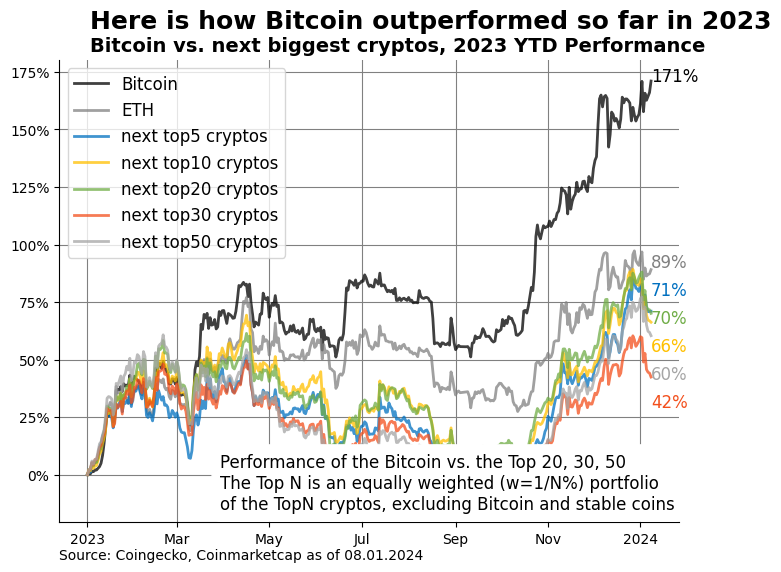 Here is how Bitcoin outperformed so far in 2023
Bitcoin vs. next biggest cryptos, 2023 YTD Performance
175%
150%
125%
100%
75%
50%
25%
0%
Bitcoin
ETH
next top5 cryptos
next top10 cryptos
next top20 cryptos
next top30 cryptos
next top50 cryptos
171%
89%
71%
70%
66%
60%
42%
Performance of the Bitcoin vs. the Top 20, 30, 50
The Top N is an equally weighted (w=1/N%) portfolio
of the TopN cryptos, excluding Bitcoin and stable coins
2023 Mar May Jul Sep Nov 2024
Source: Coingecko, Coinmarketcap as of 08.01.2024